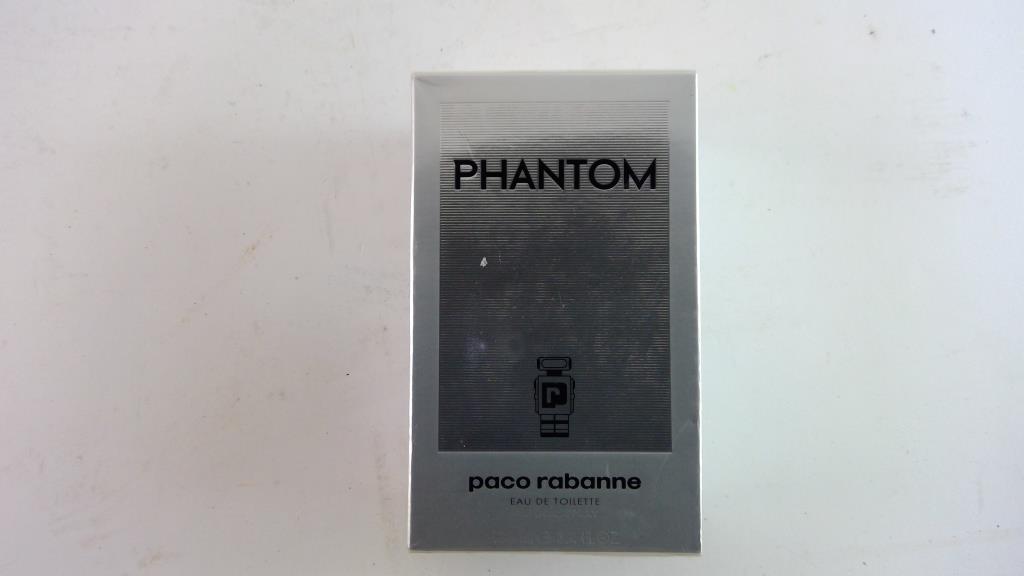 PHANTOM
P
paco rabanne
EAU DE TOILETTE